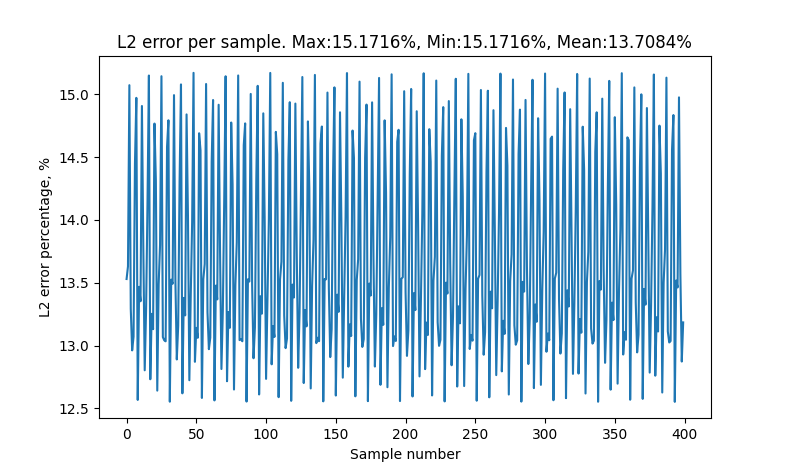 L2 error per sample. Max:15.1716%, Min:15.1716%, Mean:13.7084%
L2 error percentage, %
15.0
14.5
14.0
13.5
13.0
12.5
0 50 100 150 200 250 300 350 400
Sample number